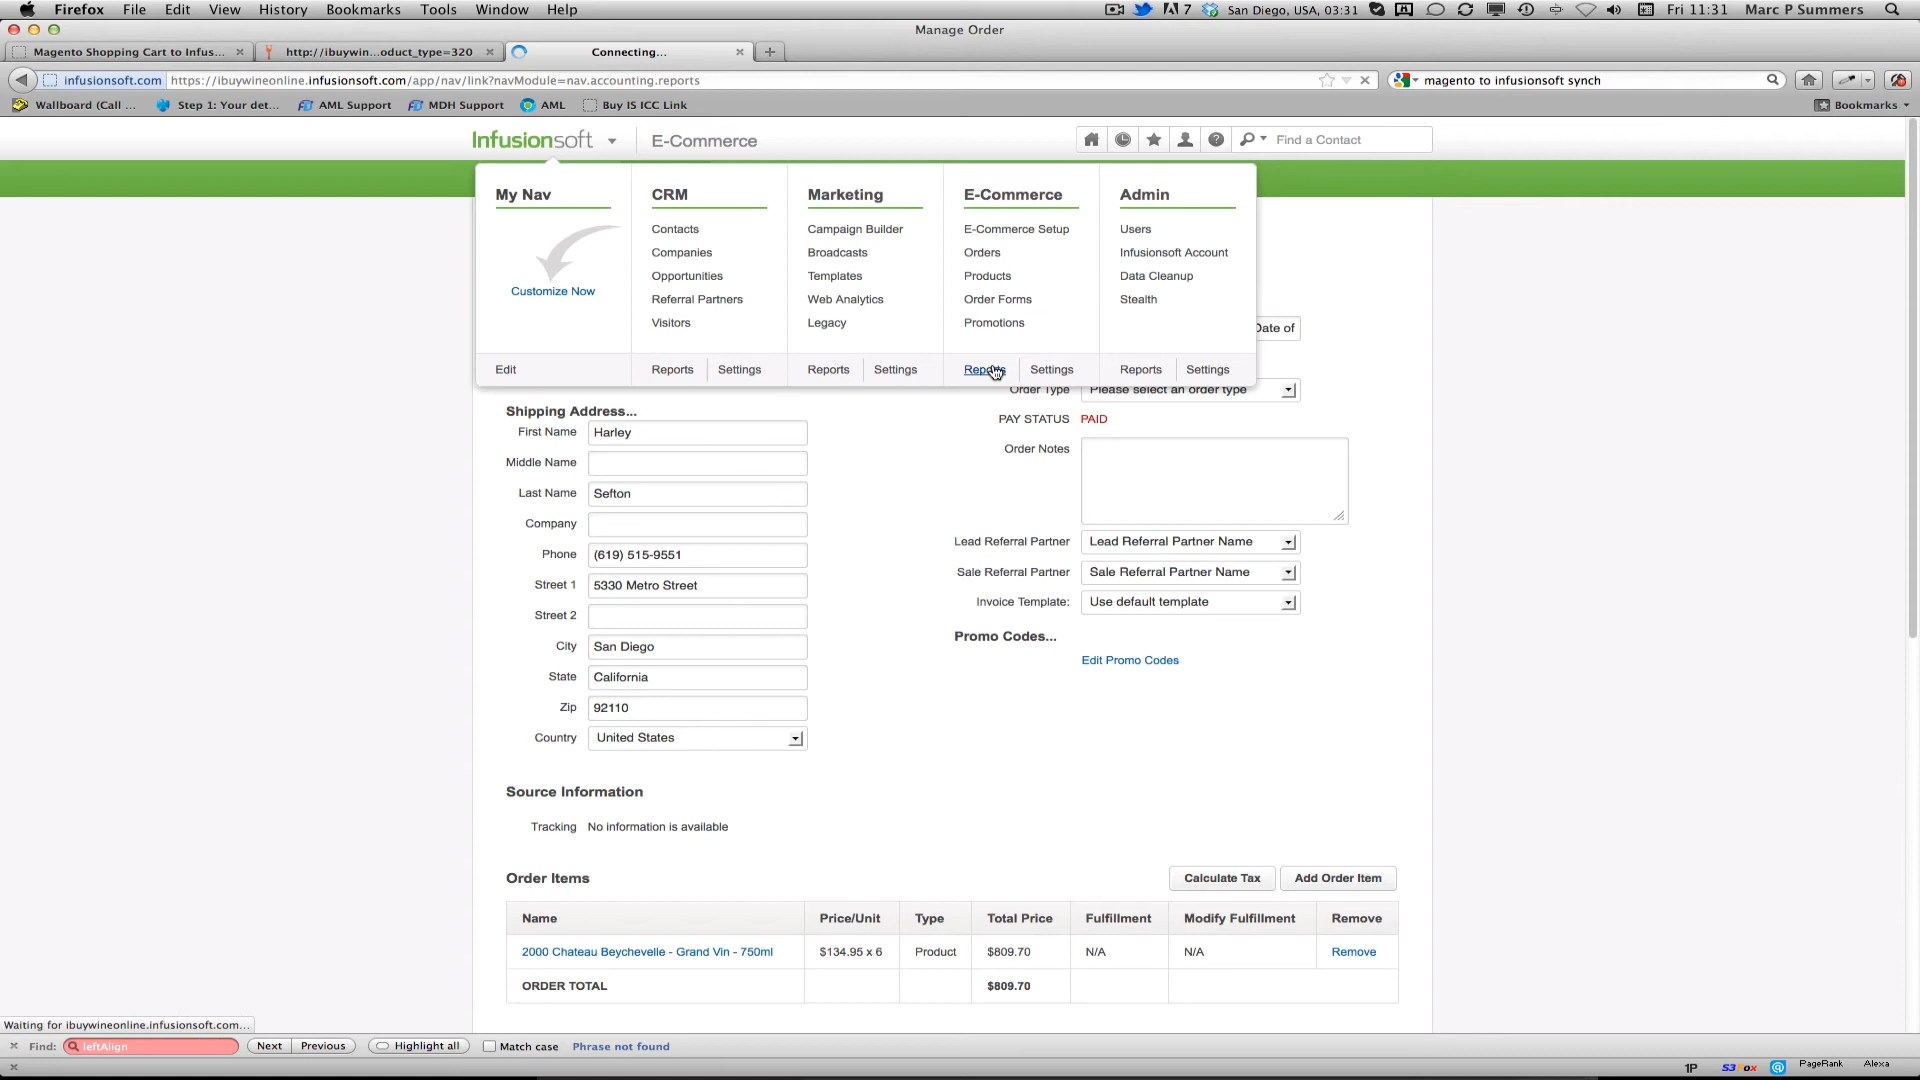 Firefox File Edit View History Bookmarks Tools Window Help 7 San Diego, USA, 03:31 Fri 11:31 Marc P Summers
Manage Order
Magento Shopping Cart to Infus... http://ibuywin...oduct_type=320 Connecting...
infusionsoft.com https://ibuywineonline.infusionsoft.com/app/nav/link?navModule=nav.accounting.reports magento to infusionsoft synch
Wallboard (Call ... Step 1: Your det... AML Support MDH Support AML Buy IS ICC Link Bookmarks
Infusionsoft E-Commerce Find a Contact
My Nav CRM Marketing E-Commerce Admin
Contacts Campaign Builder E-Commerce Setup Users
Companies Broadcasts Orders Infusionsoft Account
Opportunities Templates Products Data Cleanup
Customize Now
Referral Partners Web Analytics Order Forms Stealth
Visitors Legacy Promotions
Date of
Edit Reports Settings Reports Settings Reports Settings Reports Settings
Order Type Please select an order type
Shipping Address...
PAY STATUS PAID
First Name Harley
Order Notes
Middle Name
Last Name Sefton
Company
Lead Referral Partner Lead Referral Partner Name
Phone (619) 515-9551
Sale Referral Partner Sale Referral Partner Name
Street 1 5330 Metro Street
Invoice Template: Use default template
Street 2
Promo Codes...
City San Diego
Edit Promo Codes
State California
Zip 92110
Country United States
Source Information
Tracking No information is available
Order Items Calculate Tax Add Order Item
Name Price/Unit Type Total Price Fulfillment Modify Fulfillment Remove
2000 Chateau Beychevelle - Grand Vin - 750ml $134.95 x 6 Product $809.70 N/A N/A Remove
ORDER TOTAL $809.70
Waiting for ibuywineonline.infusionsoft.com...
Find: leftAlign Next Previous Highlight all Match case Phrase not found
1P S3Fox PageRank Alexa